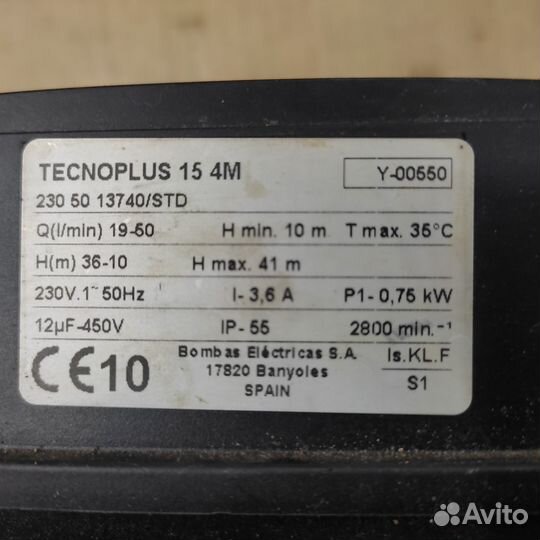 TECNOPLUS 15 4M Y-00550
230 50 13740/STD
Q(l/min) 19-50 H min. 10 m T max. 35°C
H(m) 36-10 H max. 41 m
230V.1~50Hz I- 3,6 A P1- 0,75 kW
12µF-450V IP- 55 2800 min.-¹
CE10 Bombas Eléctricas S.A. Is.KL.F
17820 Banyoles S1
SPAIN
Avito